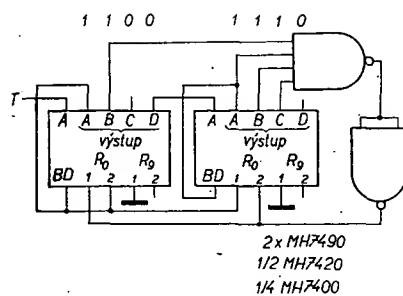 1 1 0 0 1 1 1 0
T A A B C D A A B C D
výstup výstup
R0 R9 R0 R9
BD 1 2 1 2 BD 1 2 1 2
2x MH7490
1/2 MH7420
1/4 MH7400